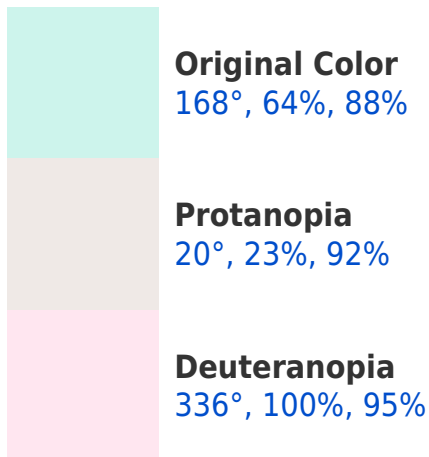 Original Color
168°, 64%, 88%
Protanopia
20°, 23%, 92%
Deuteranopia
336°, 100%, 95%